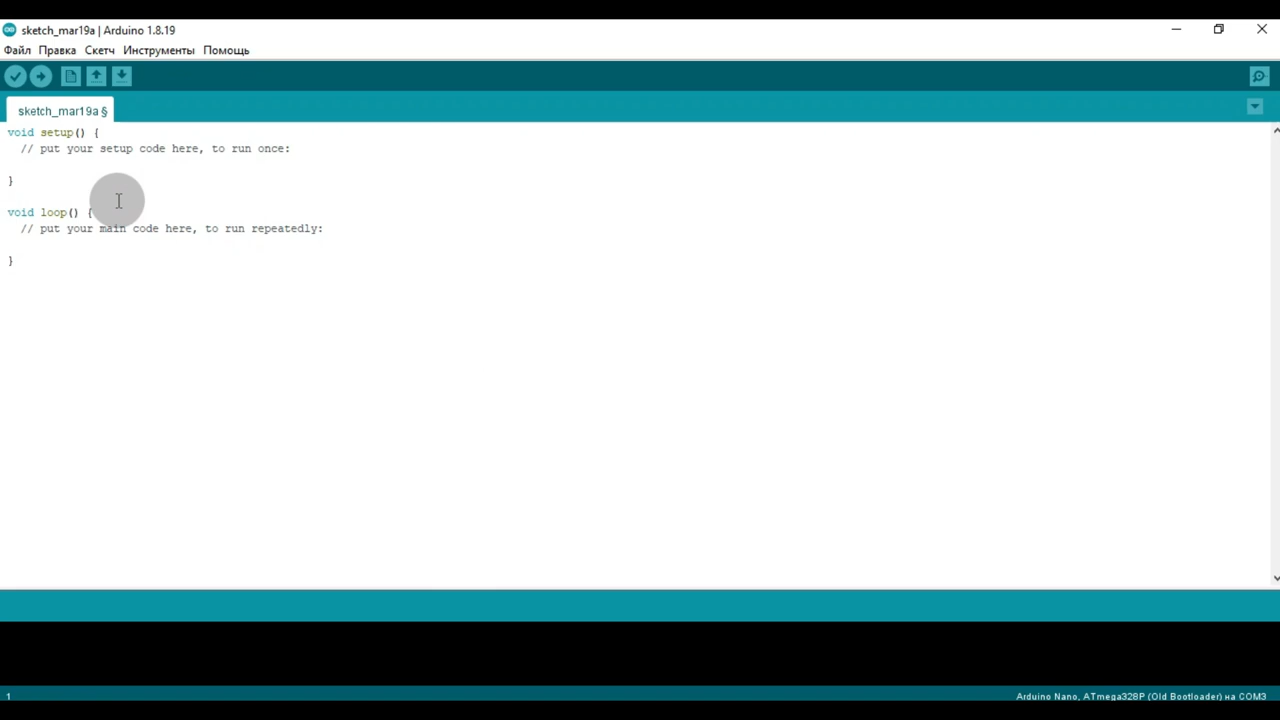 sketch_mar19a | Arduino 1.8.19
Файл Правка Скетч Инструменты Помощь
sketch_mar19a §
void setup() {
  // put your setup code here, to run once:
}
void loop() {
  // put your main code here, to run repeatedly:
}
1
Arduino Nano, ATmega328P (Old Bootloader) на COM3